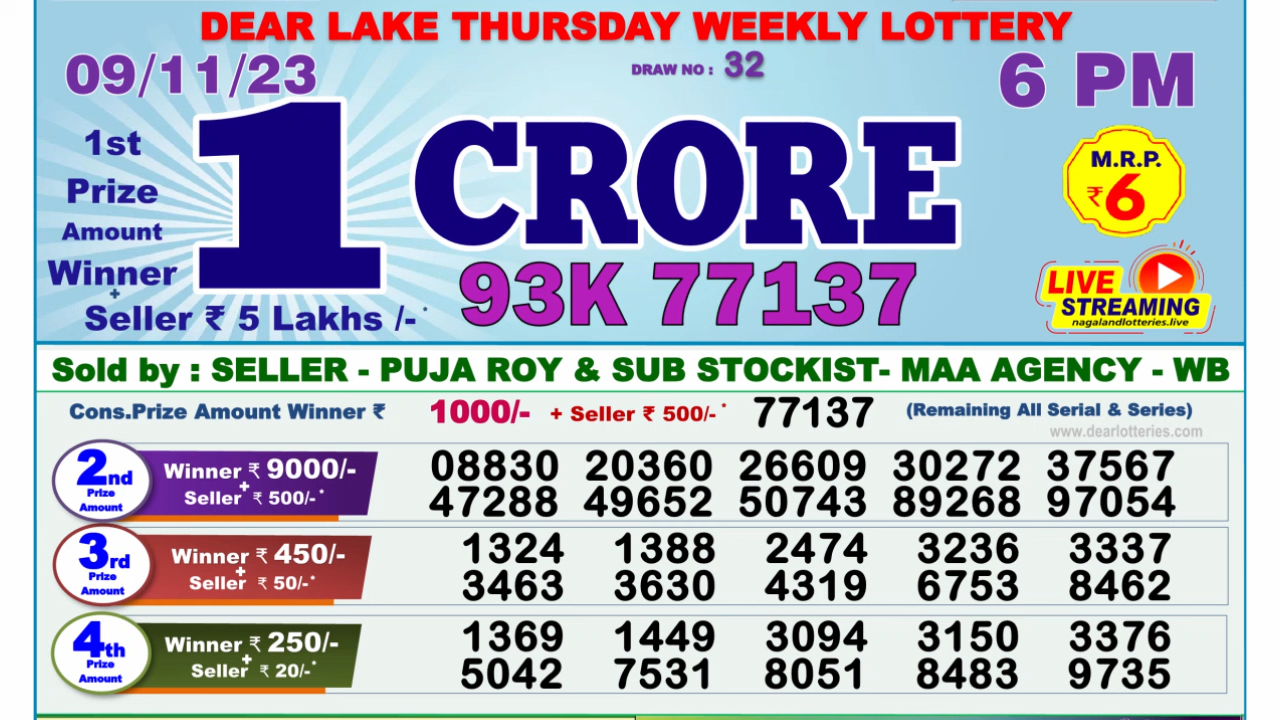 DEAR LAKE THURSDAY WEEKLY LOTTERY
09/11/23
DRAW NO : 32
6 PM
1st
Prize
Amount
Winner
+
Seller ₹ 5 Lakhs /- *
1 CRORE
93K 77137
M.R.P.
₹6
LIVE
STREAMING
nagalandlotteries.live
Sold by : SELLER - PUJA ROY & SUB STOCKIST- MAA AGENCY - WB
Cons.Prize Amount Winner ₹ 1000/- + Seller ₹ 500/- * 77137 (Remaining All Serial & Series)
www.dearlotteries.com
2nd
Prize
Amount
Winner ₹ 9000/-
+
Seller ₹ 500/- *
08830 20360 26609 30272 37567
47288 49652 50743 89268 97054
3rd
Prize
Amount
Winner ₹ 450/-
+
Seller ₹ 50/- *
1324 1388 2474 3236 3337
3463 3630 4319 6753 8462
4th
Prize
Amount
Winner ₹ 250/-
+
Seller ₹ 20/- *
1369 1449 3094 3150 3376
5042 7531 8051 8483 9735